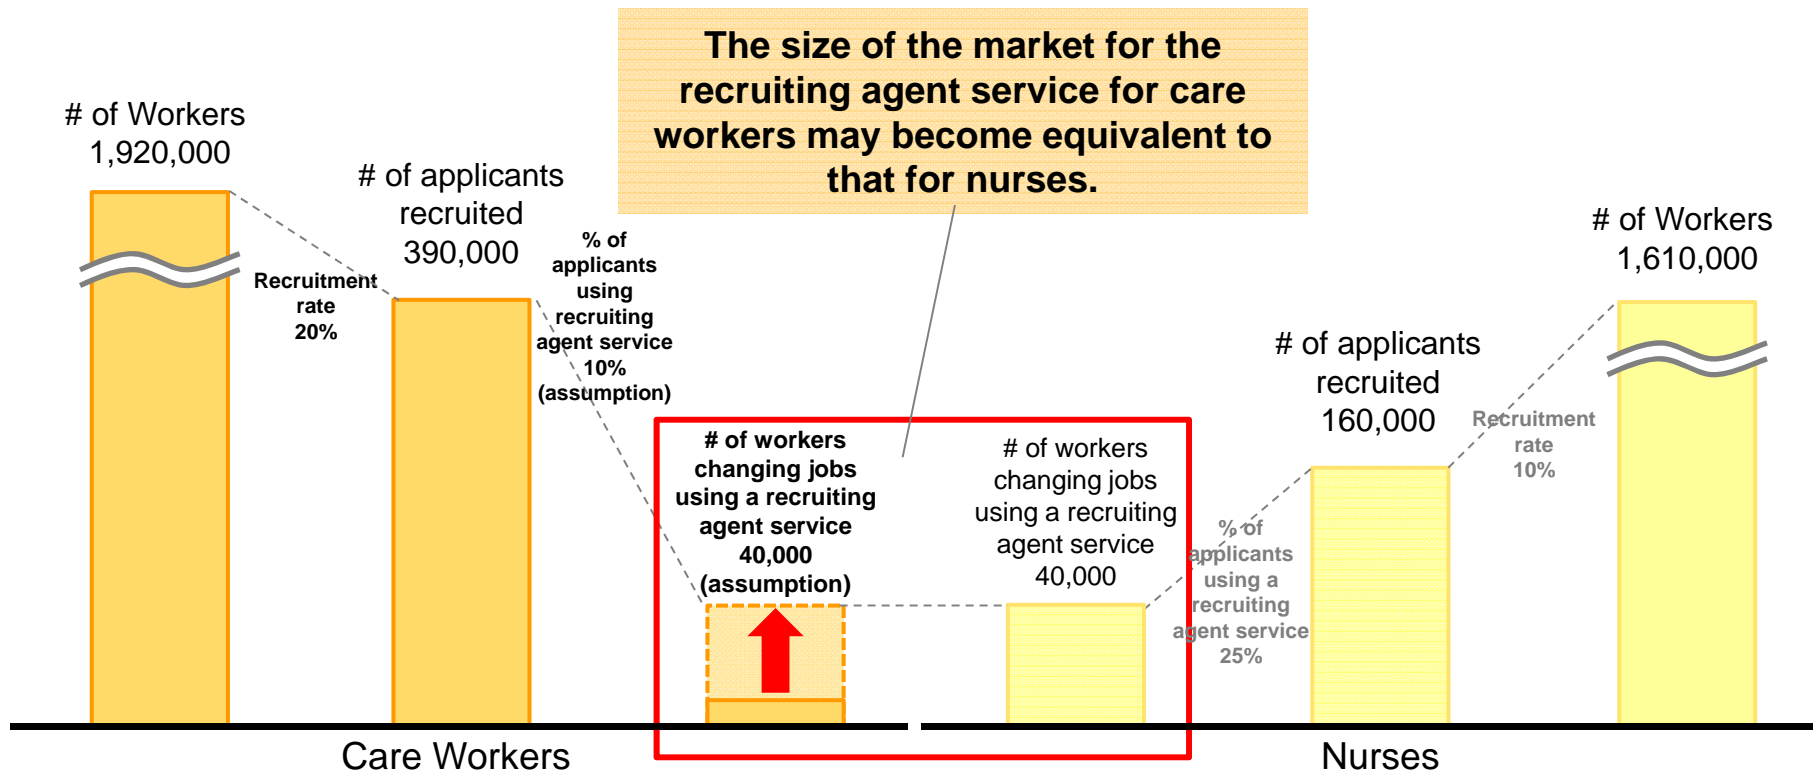 The size of the market for the
recruiting agent service for care
workers may become equivalent to
that for nurses.
# of Workers
1,920,000
Recruitment
rate
20%
# of applicants
recruited
390,000
% of
applicants
using
recruiting
agent service
10%
(assumption)
# of workers
changing jobs
using a recruiting
agent service
40,000
(assumption)
# of workers
changing jobs
using a recruiting
agent service
40,000
% of
applicants
using a
recruiting
agent service
25%
# of applicants
recruited
160,000
Recruitment
rate
10%
# of Workers
1,610,000
Care Workers
Nurses